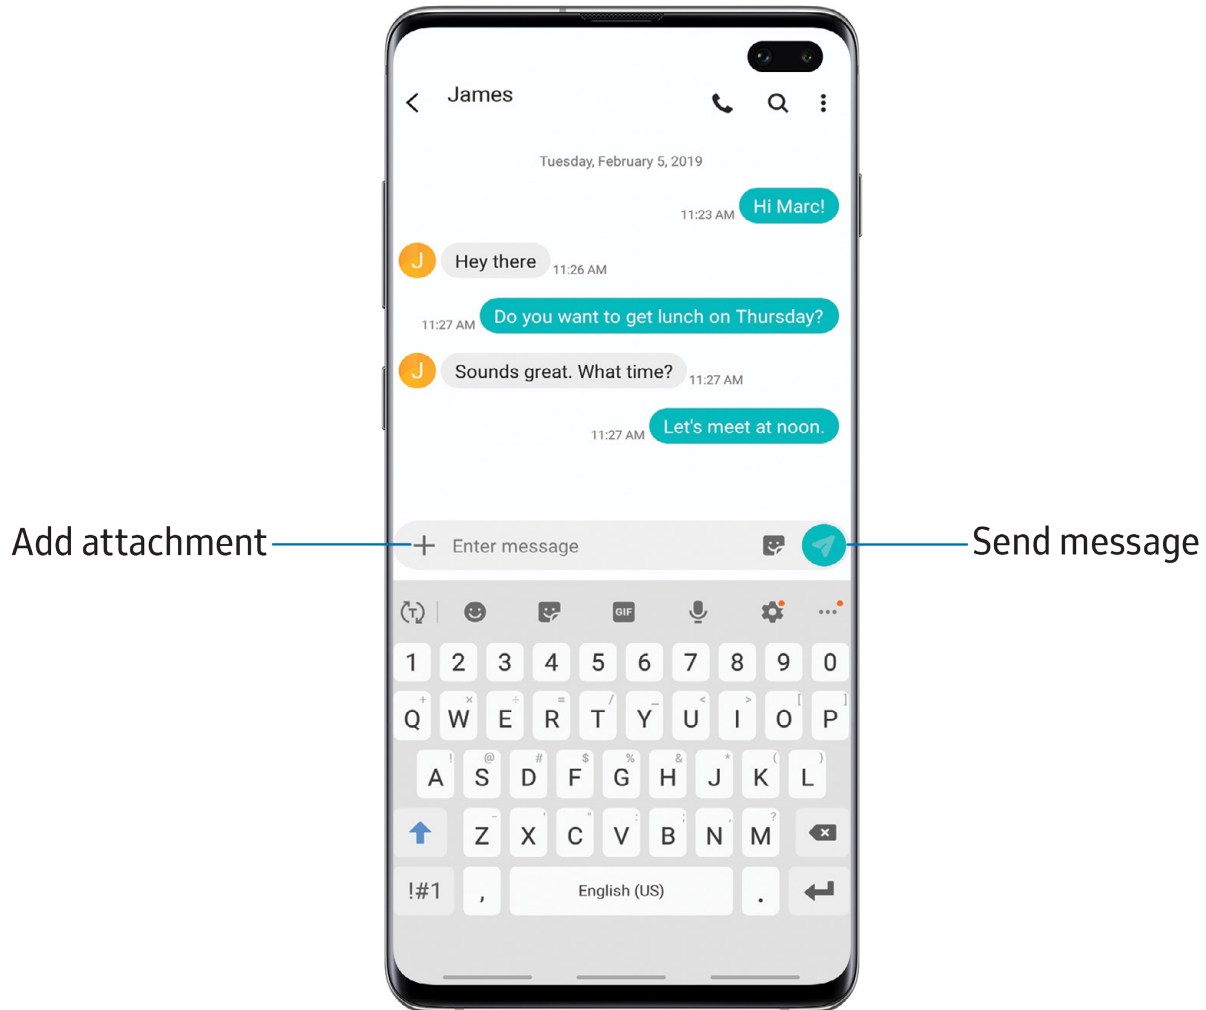 James
Tuesday, February 5, 2019
11:23 AM Hi Marc!
J Hey there 11:26 AM
11:27 AM Do you want to get lunch on Thursday?
J Sounds great. What time? 11:27 AM
11:27 AM Let's meet at noon.
Add attachment
+ Enter message
Send message
T GIF
1 2 3 4 5 6 7 8 9 0
+ × ÷ = / _ < > [ ]
Q W E R T Y U I O P
! @ # $ % & * ( )
A S D F G H J K L
- ' " : ; , ?
Z X C V B N M
!#1 , English (US) .